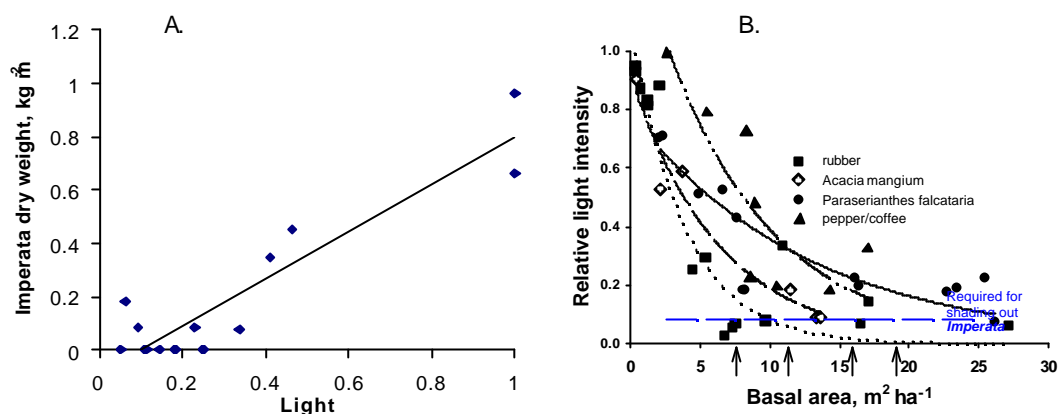 A.
Imperata dry weight, kg m²
1.2
1
0.8
0.6
0.4
0.2
0
0
0.2
0.4
0.6
0.8
1
Light
B.
Relative light intensity
1.0
0.8
0.6
0.4
0.2
0.0
rubber
Acacia mangium
Paraserianthes falcataria
pepper/coffee
Required for
shading out
Imperata
0
5
10
15
20
25
30
Basal area, m² ha⁻¹